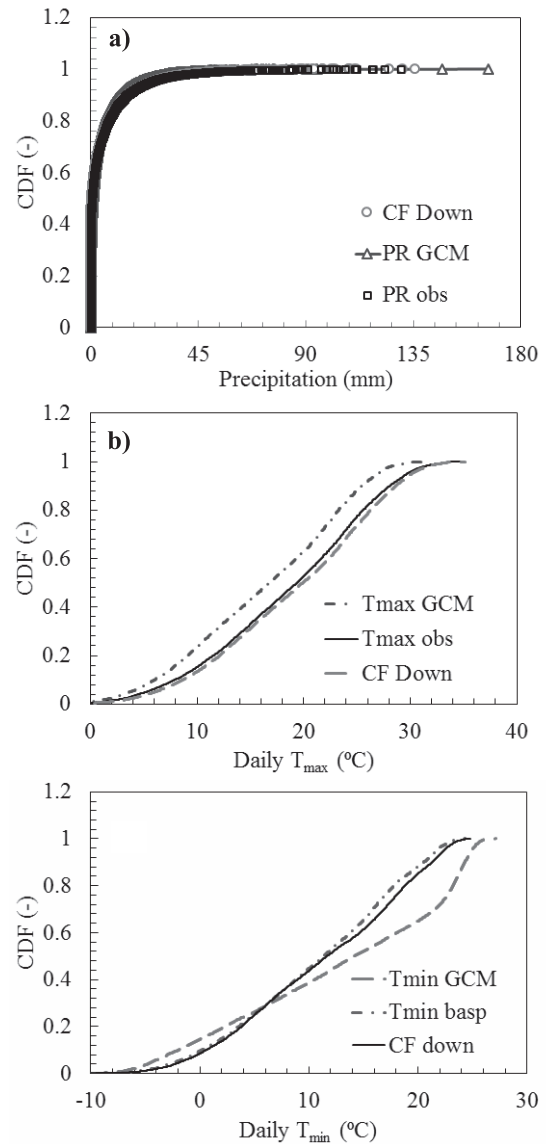 a)
1.2
1
0.8
0.6
0.4
0.2
0
CDF (-)
CF Down
PR GCM
PR obs
0 45 90 135 180
Precipitation (mm)
b)
1.2
1
0.8
0.6
0.4
0.2
0
CDF (-)
Tmax GCM
Tmax obs
CF Down
0 10 20 30 40
Daily Tmax (ºC)
1.2
1
0.8
0.6
0.4
0.2
0
CDF (-)
Tmin GCM
Tmin basp
CF down
-10 0 10 20 30
Daily Tmin (ºC)